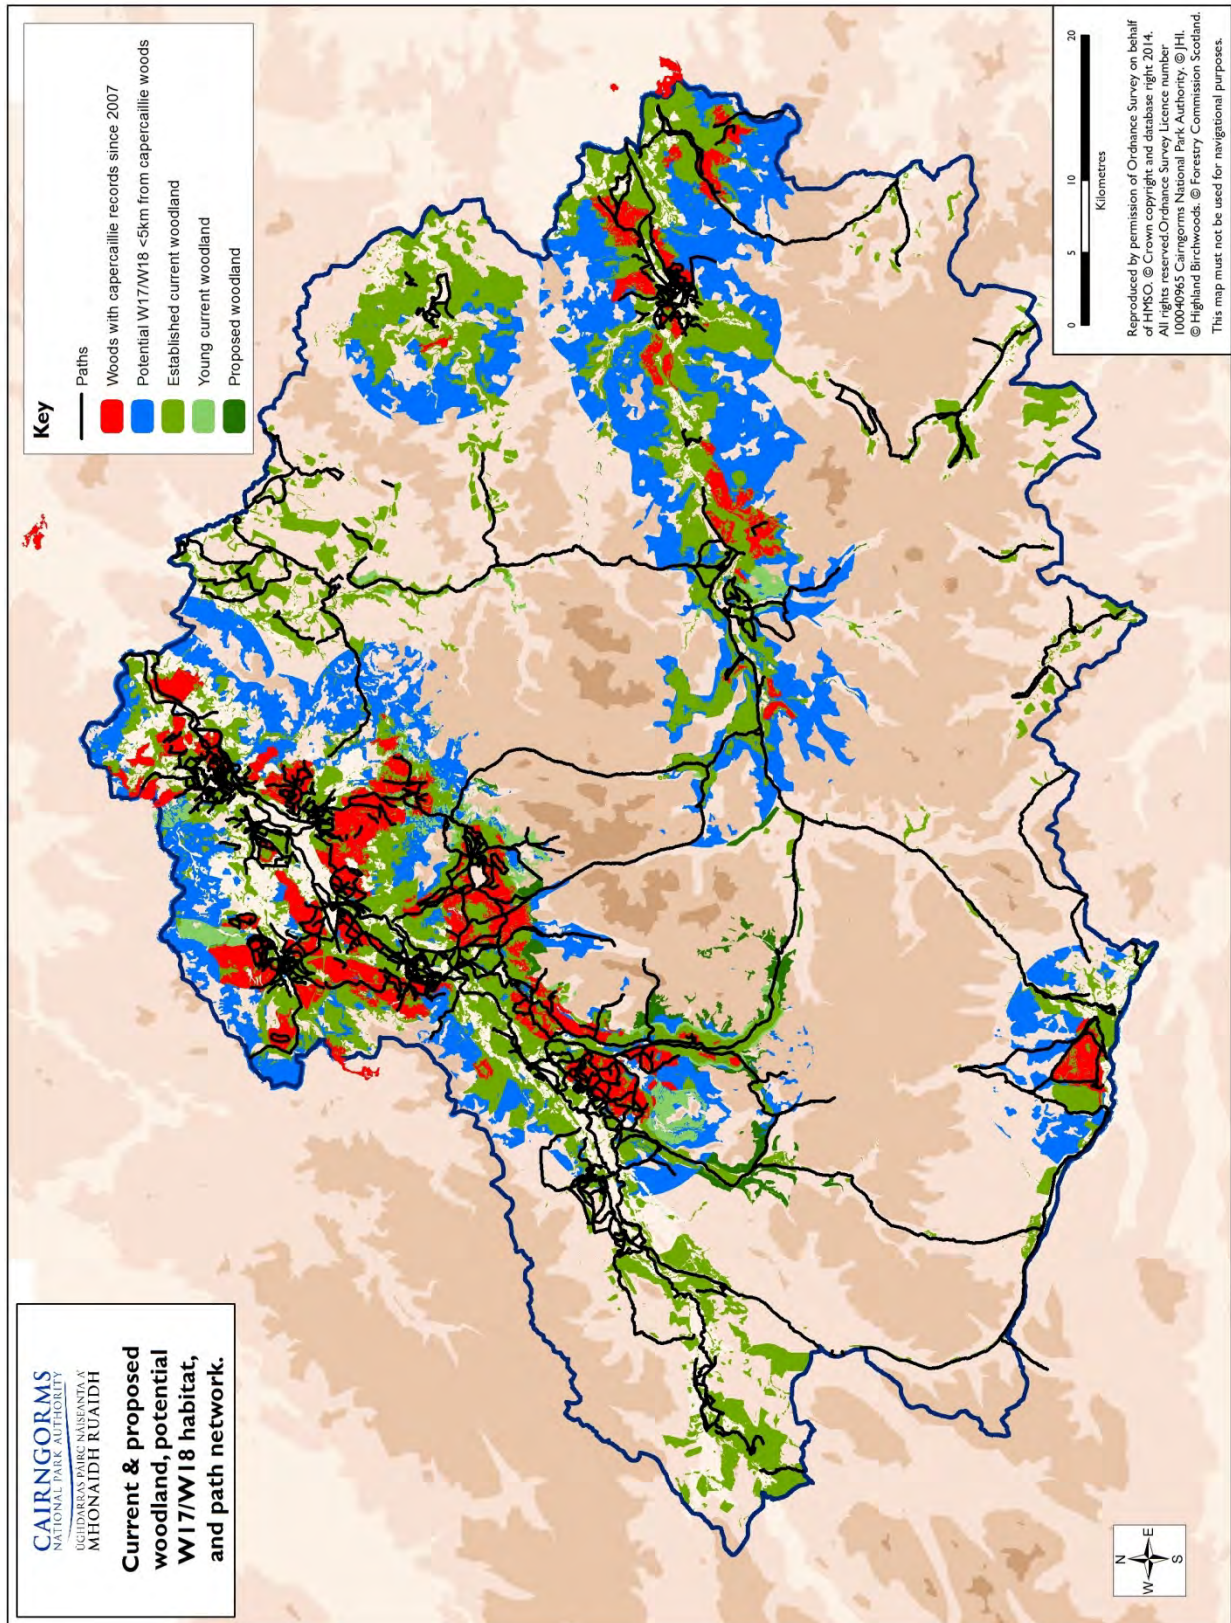 CAIRNGORMS
NATIONAL PARK AUTHORITY
ÙGHDARRAS PÀIRC NÀISEANTA A'
MHONAIDH RUAIDH
Current & proposed
woodland, potential
W17/W18 habitat,
and path network.
Key
Paths
Woods with capercaillie records since 2007
Potential W17/W18 <5km from capercaillie woods
Established current woodland
Young current woodland
Proposed woodland
N
W E
S
0 5 10 20
Kilometres
Reproduced by permission of Ordnance Survey on behalf
of HMSO. © Crown copyright and database right 2014.
All rights reserved.Ordnance Survey Licence number
100040965 Cairngorms National Park Authority. © JHI.
© Highland Birchwoods. © Forestry Commission Scotland.
This map must not be used for navigational purposes.